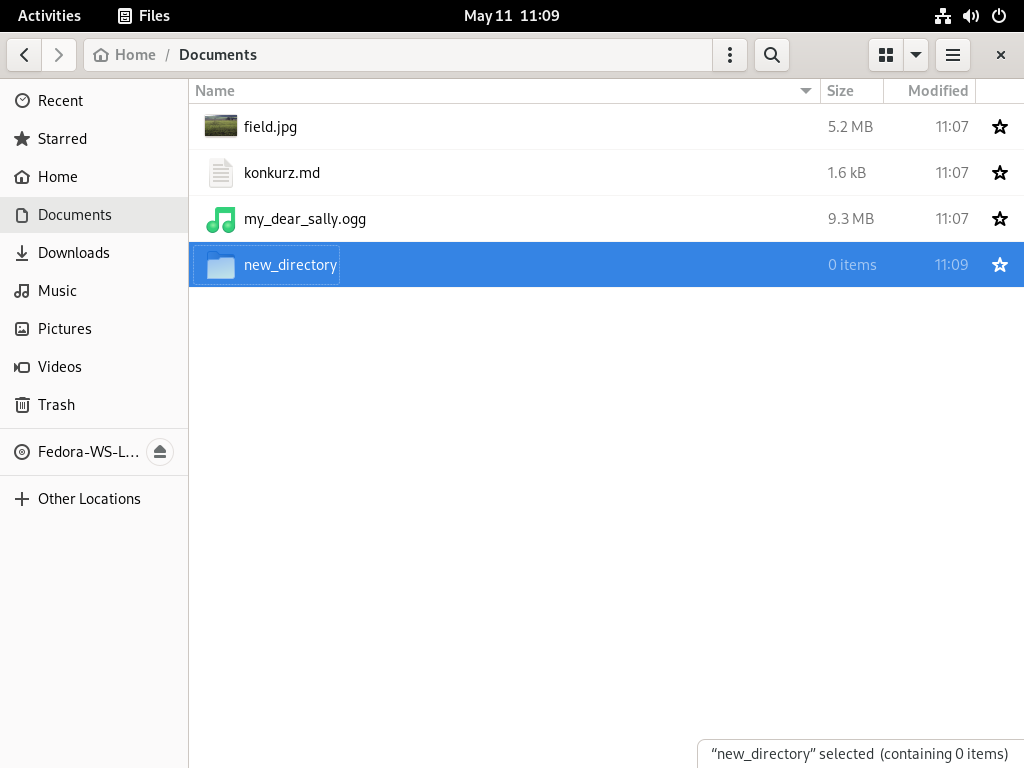 Activities Files May 11 11:09
Home / Documents
Recent
Starred
Home
Documents
Downloads
Music
Pictures
Videos
Trash
Fedora-WS-L...
Other Locations
Name Size Modified
field.jpg 5.2 MB 11:07
konkurz.md 1.6 kB 11:07
my_dear_sally.ogg 9.3 MB 11:07
new_directory 0 items 11:09
“new_directory” selected (containing 0 items)